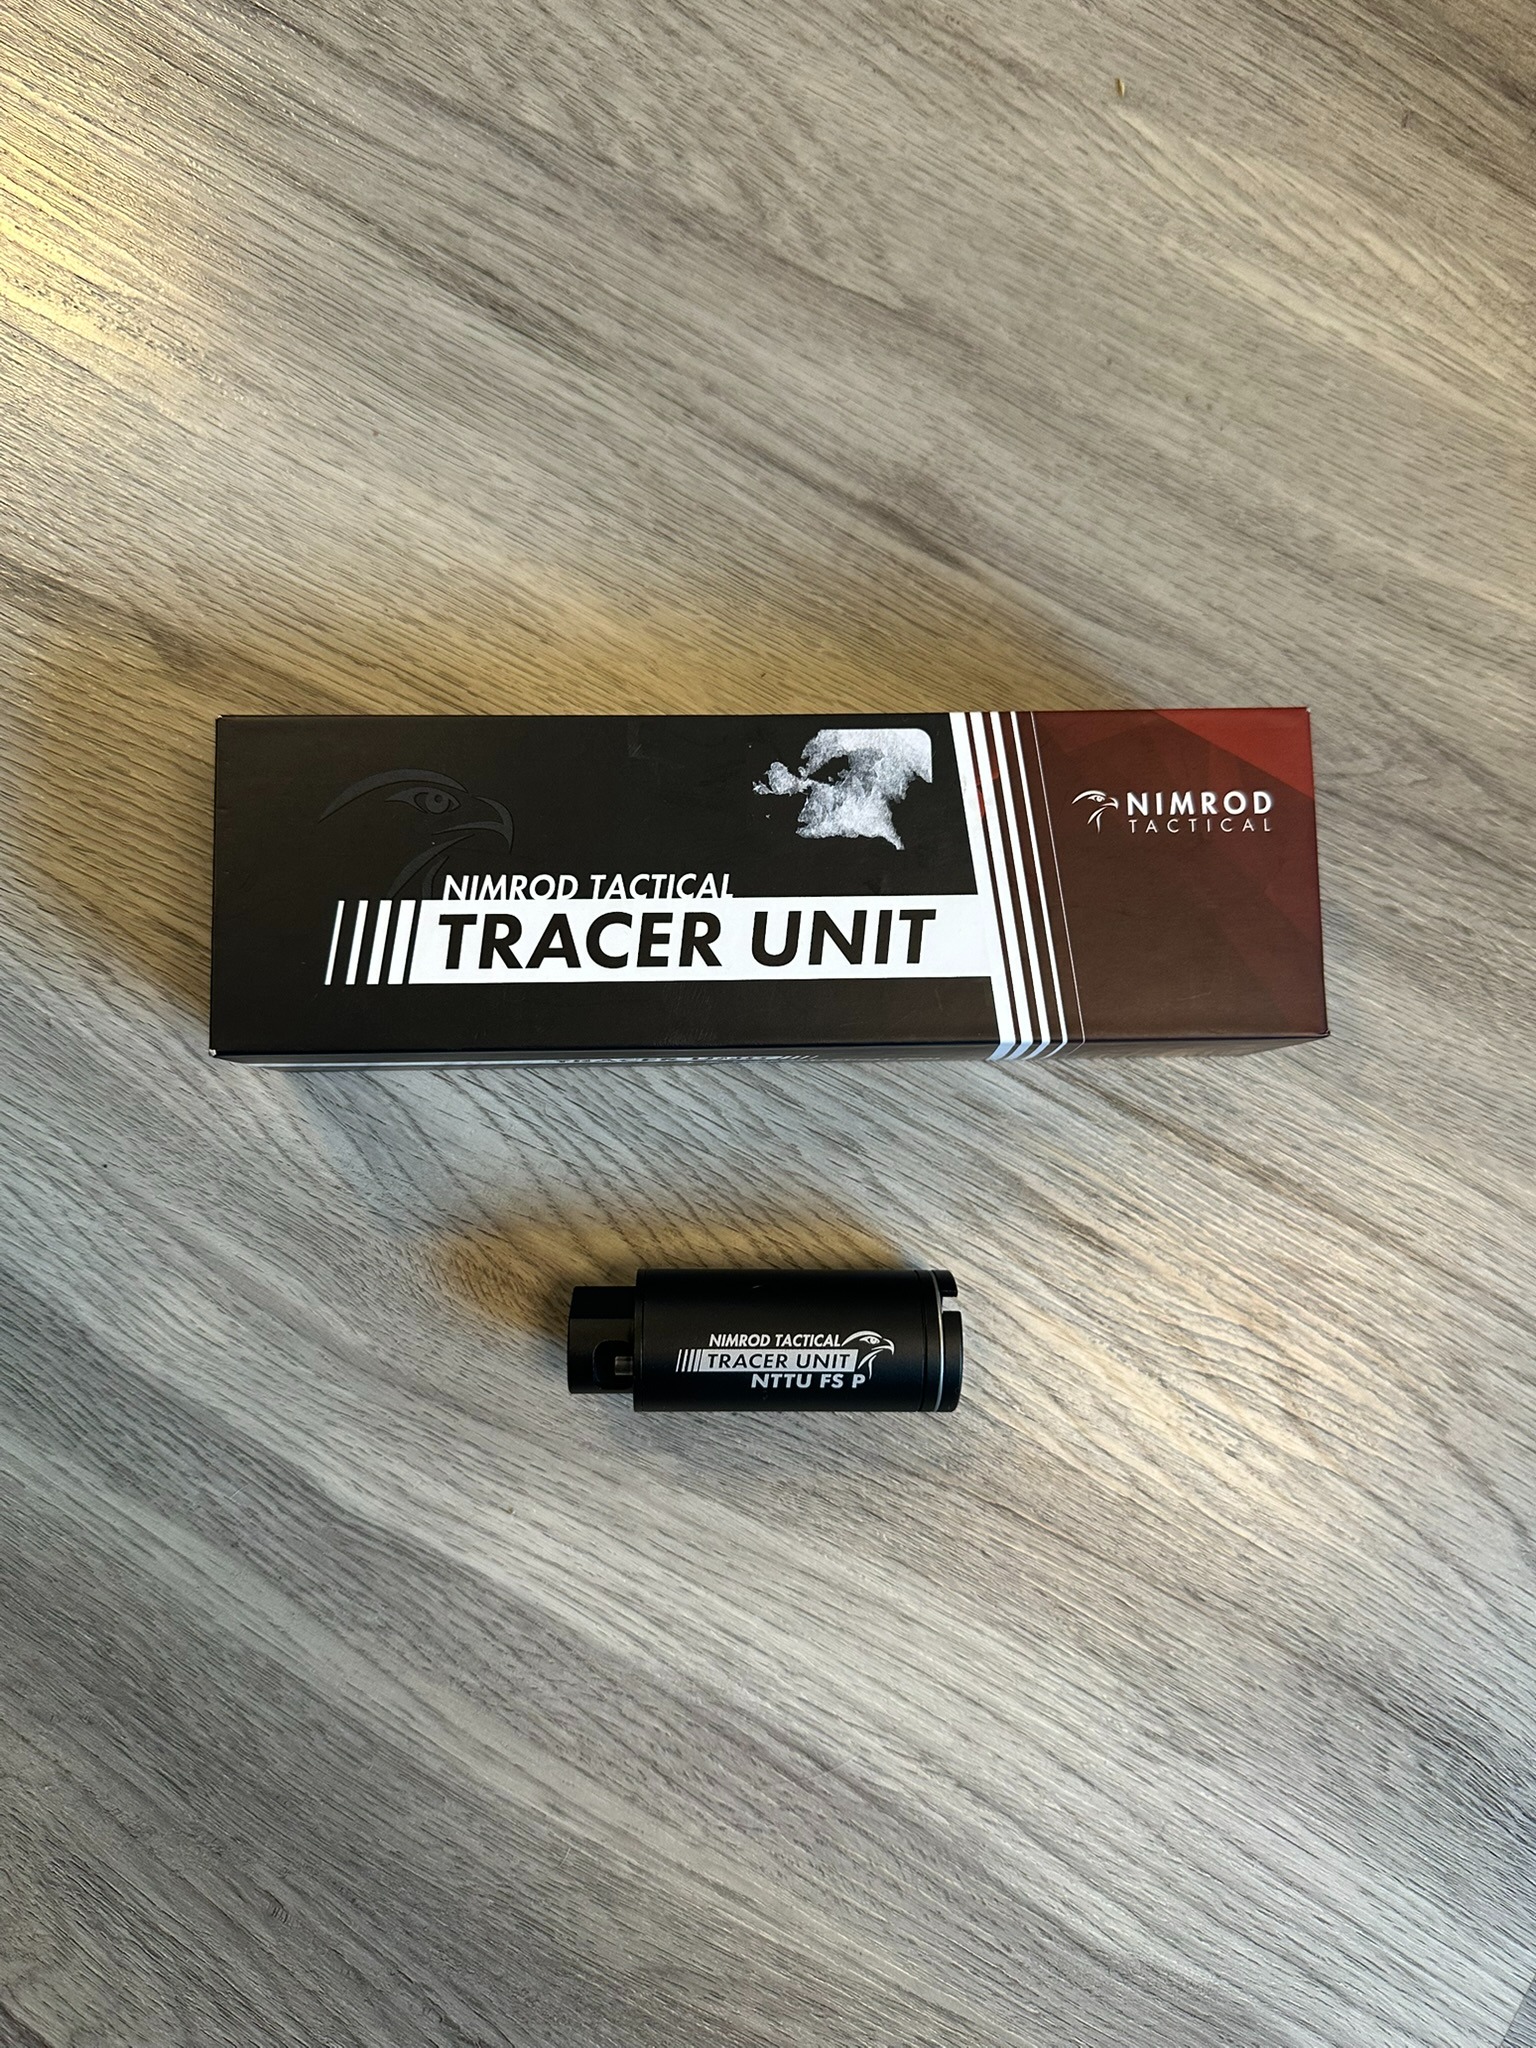 NIMROD
TACTICAL
NIMROD TACTICAL
TRACER UNIT
NIMROD TACTICAL
TRACER UNIT
NTTU FS P